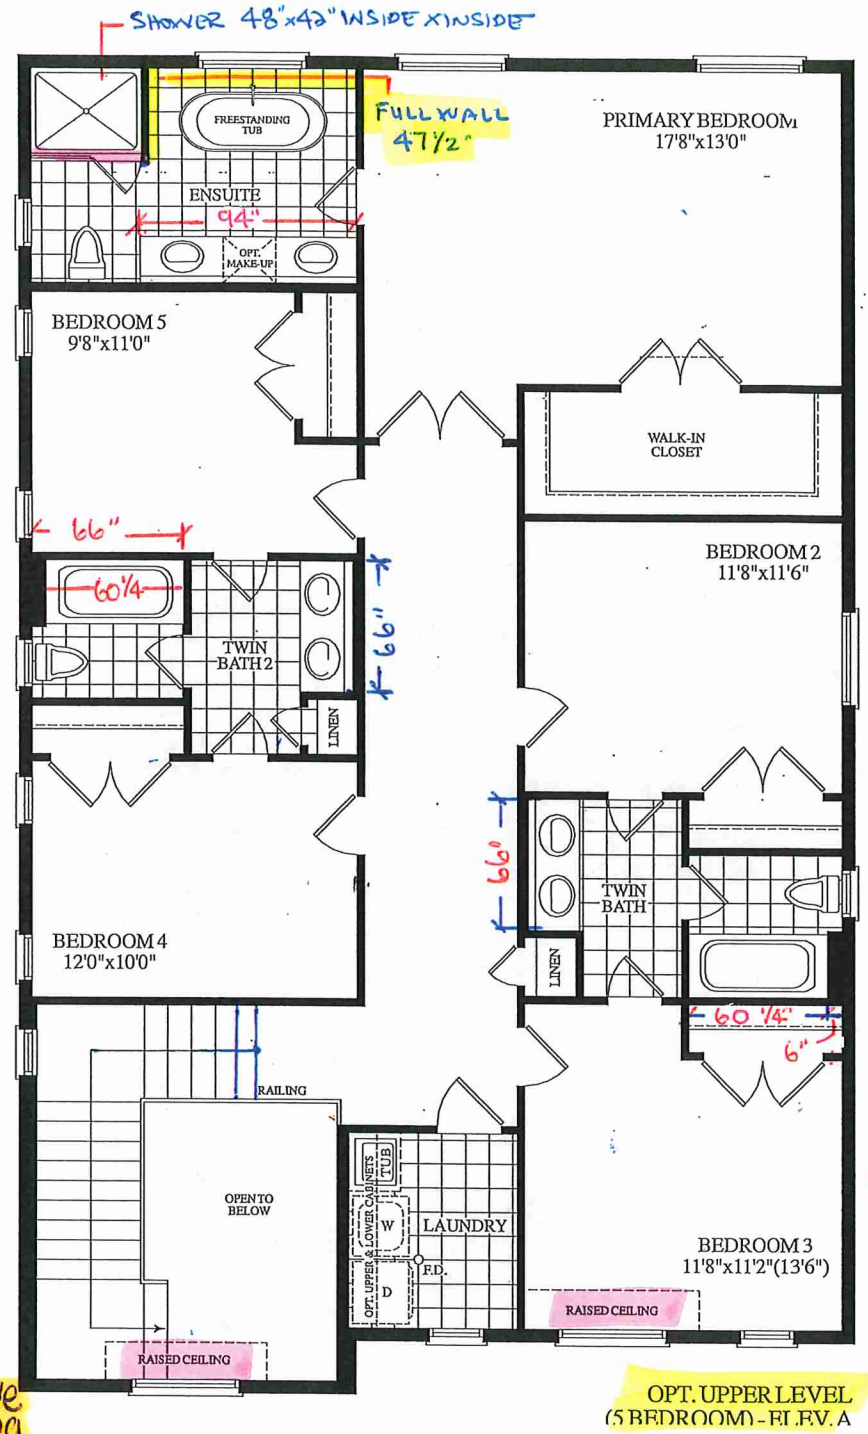 SHOWER 48"x42" INSIDE X INSIDE
FREESTANDING
TUB
FULL WALL
47 1/2"
PRIMARY BEDROOM
17'8"x13'0"
ENSUITE
94"
OPT.
MAKE-UP
BEDROOM 5
9'8"x11'0"
WALK-IN
CLOSET
66"
60 1/4
66"
TWIN
BATH 2
LINEN
BEDROOM 2
11'8"x11'6"
66"
TWIN
BATH
LINEN
BEDROOM 4
12'0"x10'0"
60 1/4"
6"
RAILING
OPEN TO
BELOW
OPT. UPPER & LOWER CABINETS
TUB
W
D
LAUNDRY
F.D.
BEDROOM 3
11'8"x11'2"(13'6")
RAISED CEILING
RAISED CEILING
OPT. UPPER LEVEL
(5 BEDROOM) - ELEV. A